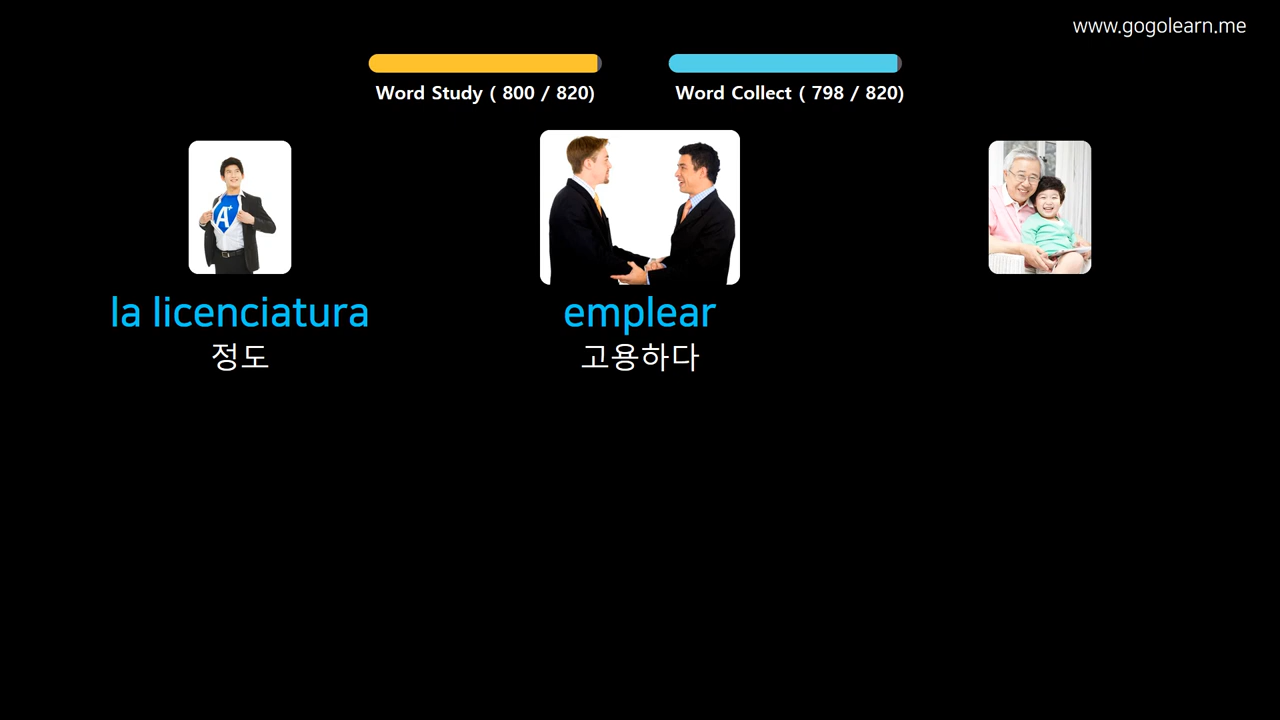 www.gogolearn.me
Word Study ( 800 / 820)
Word Collect ( 798 / 820)
A+
la licenciatura
정도
emplear
고용하다